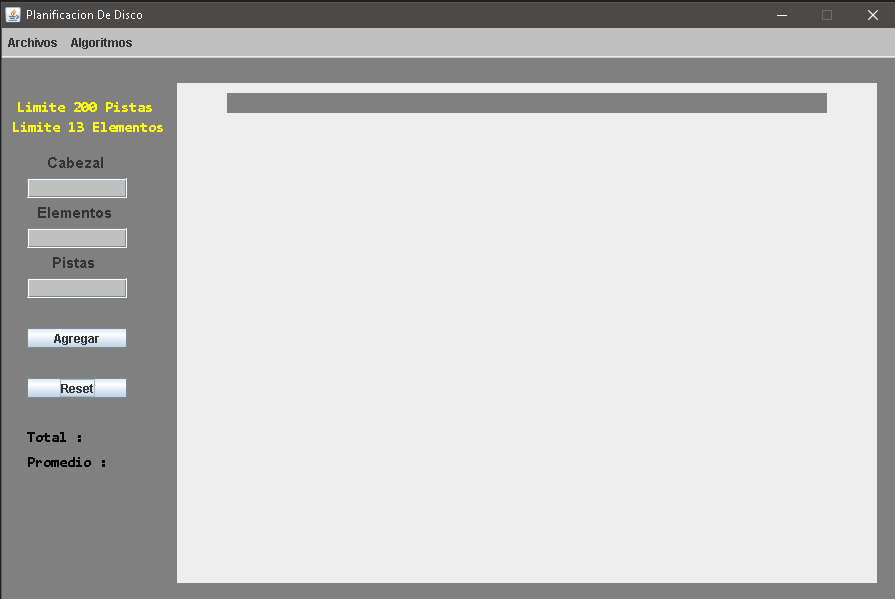 Planificacion De Disco
Archivos Algoritmos
Limite 200 Pistas
Limite 13 Elementos
Cabezal
Elementos
Pistas
Agregar
Reset
Total :
Promedio :